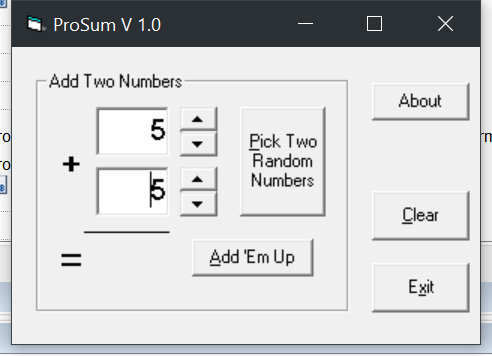 ProSum V 1.0
Add Two Numbers
5
+
5
=
Pick Two
Random
Numbers
Add 'Em Up
About
Clear
Exit